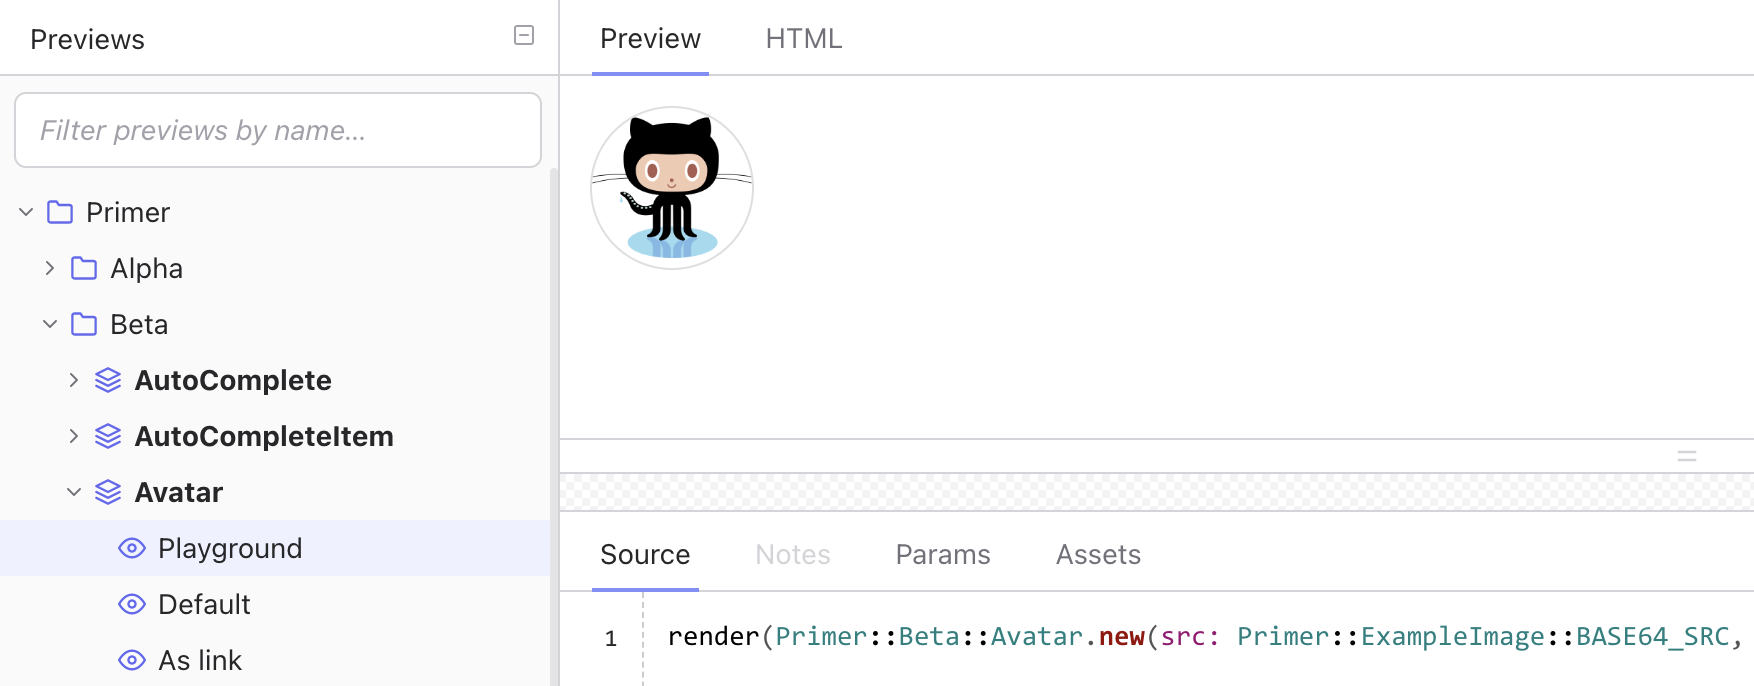 Previews
Filter previews by name...
Primer
Alpha
Beta
AutoComplete
AutoCompleteItem
Avatar
Playground
Default
As link
Preview HTML
Source Notes Params Assets
1 render(Primer::Beta::Avatar.new(src: Primer::ExampleImage::BASE64_SRC,